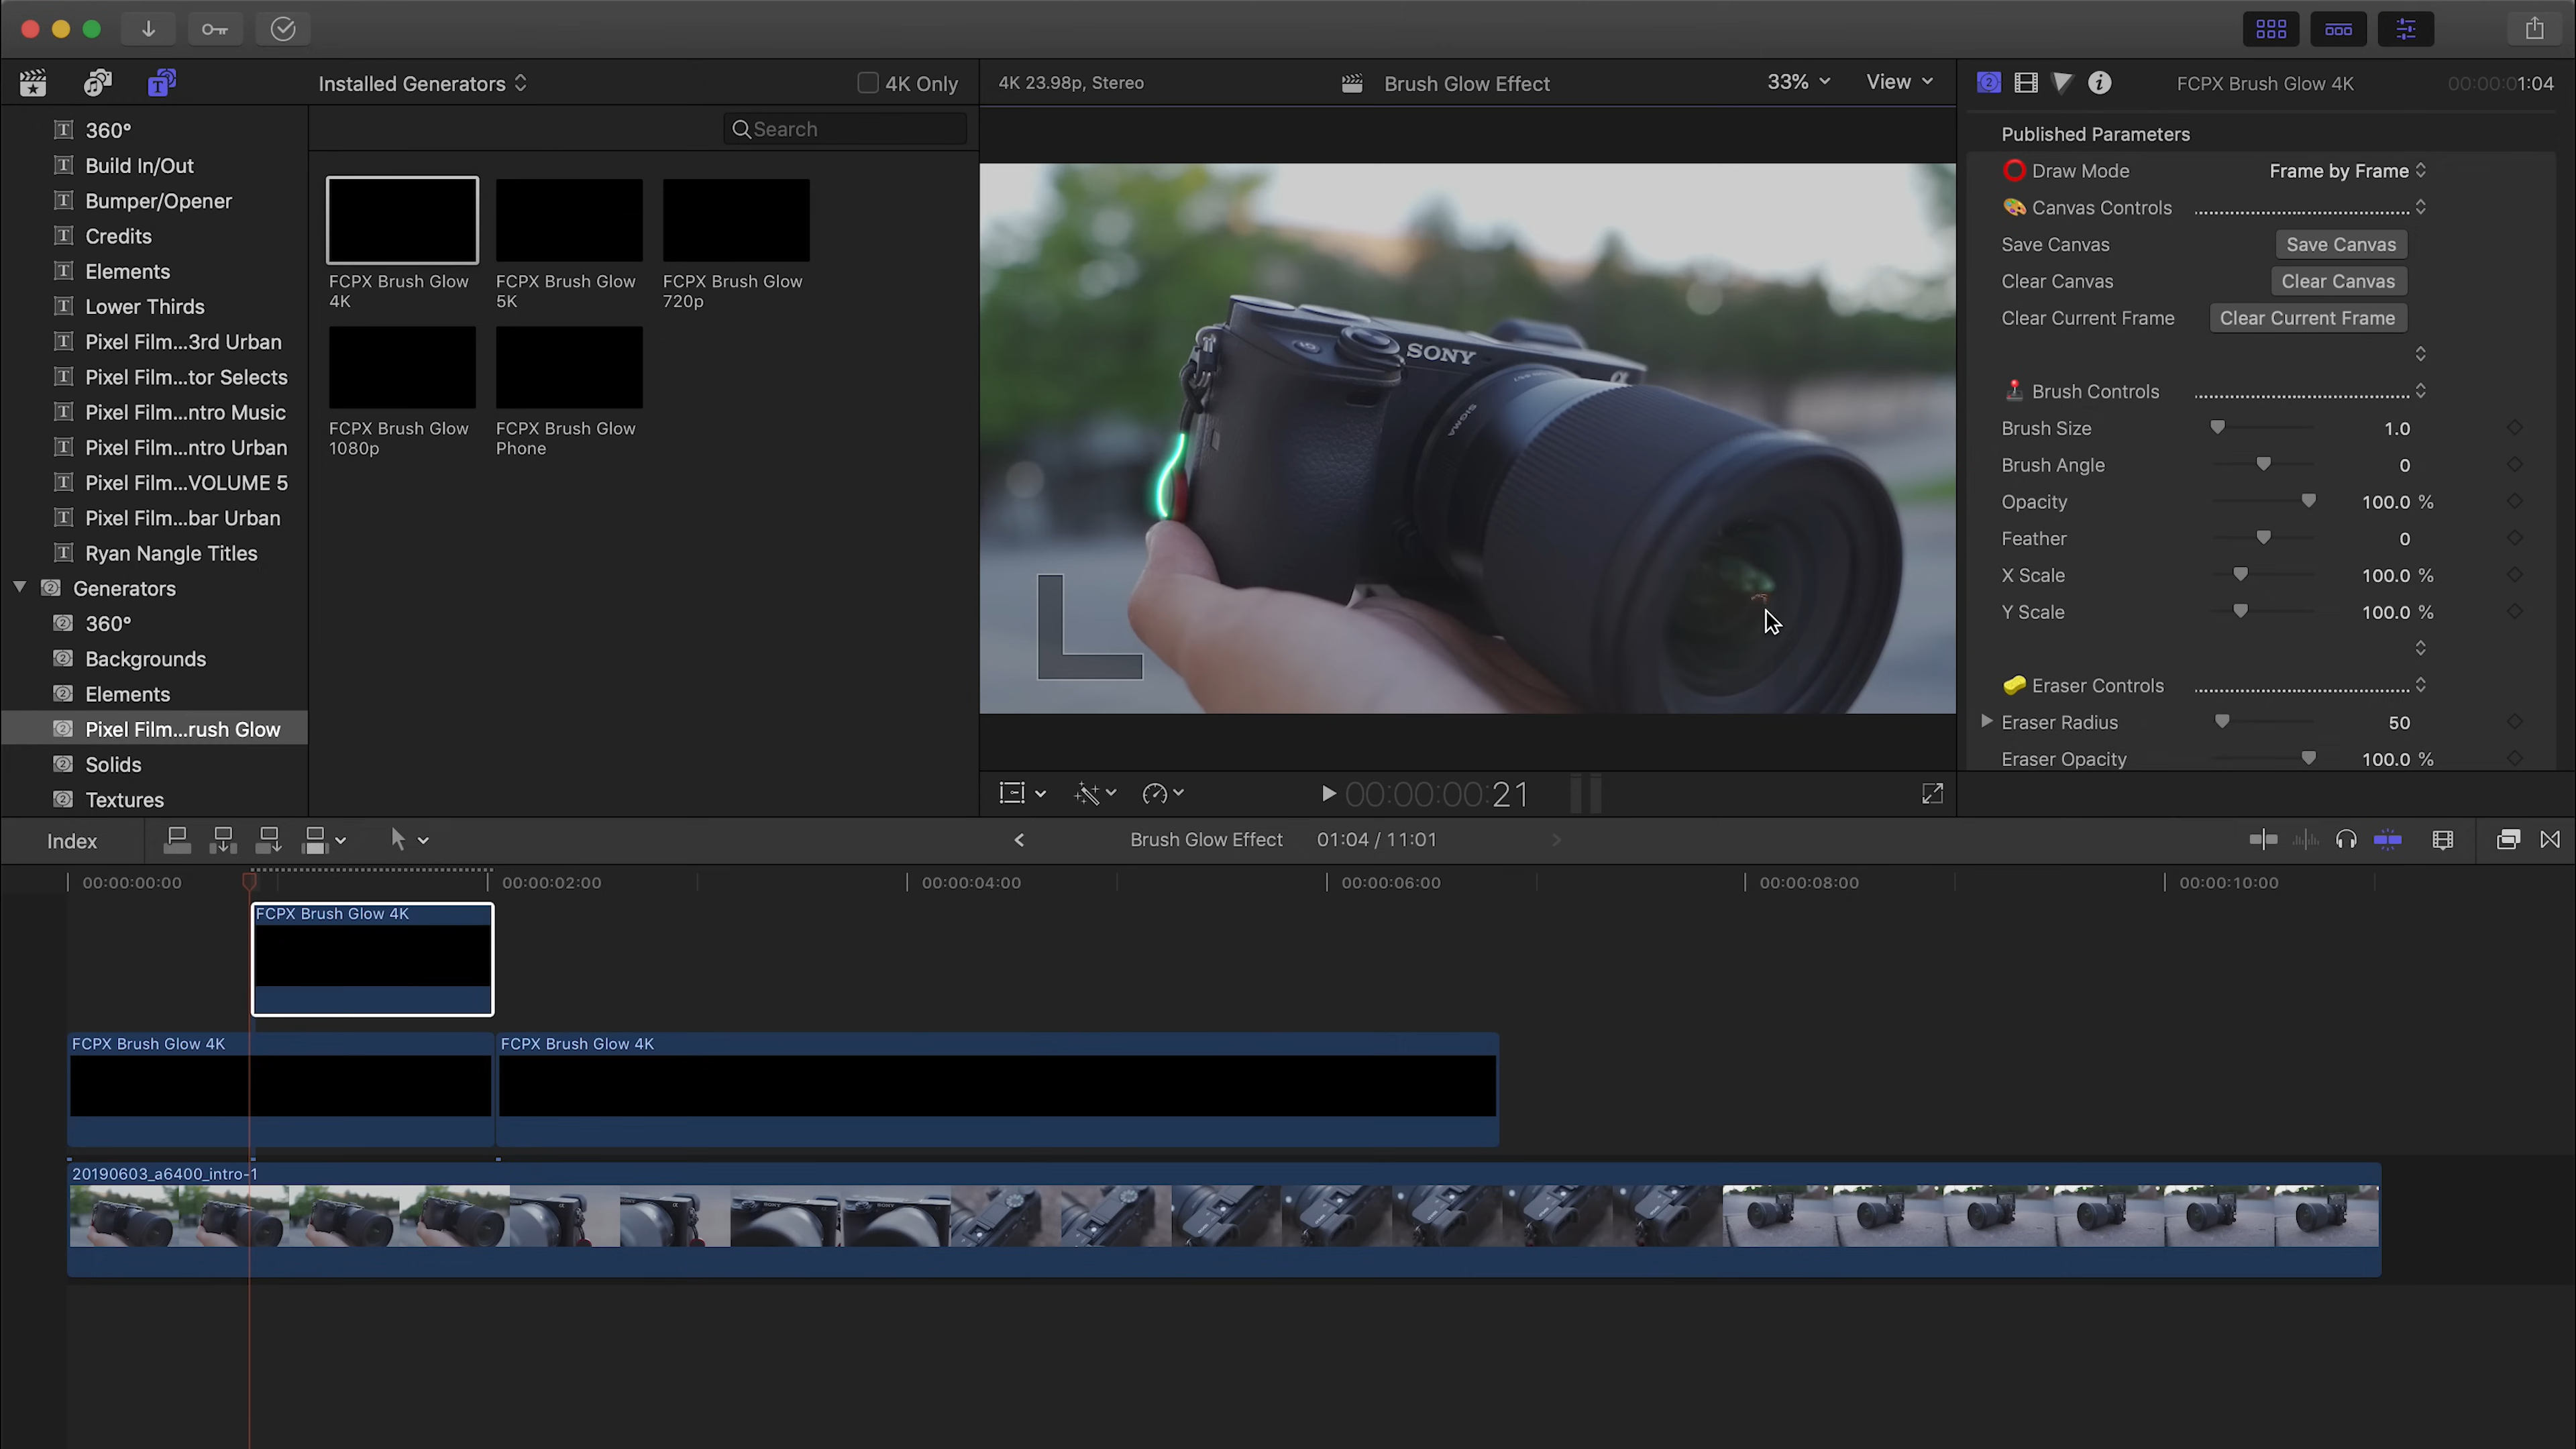 Installed Generators
4K Only
4K 23.98p, Stereo
Brush Glow Effect
33%
View
FCPX Brush Glow 4K
00:00:01:04
360°
Build In/Out
Bumper/Opener
Credits
Elements
Lower Thirds
Pixel Film...3rd Urban
Pixel Film...tor Selects
Pixel Film...ntro Music
Pixel Film...ntro Urban
Pixel Film...VOLUME 5
Pixel Film...bar Urban
Ryan Nangle Titles
Generators
360°
Backgrounds
Elements
Pixel Film...rush Glow
Solids
Textures
Search
FCPX Brush Glow
4K
FCPX Brush Glow
5K
FCPX Brush Glow
720p
FCPX Brush Glow
1080p
FCPX Brush Glow
Phone
SONY
α
SIGMA
00:00:00:21
Published Parameters
Draw Mode
Frame by Frame
Canvas Controls
Save Canvas
Save Canvas
Clear Canvas
Clear Canvas
Clear Current Frame
Clear Current Frame
Brush Controls
Brush Size 1.0
Brush Angle 0
Opacity 100.0 %
Feather 0
X Scale 100.0 %
Y Scale 100.0 %
Eraser Controls
Eraser Radius 50
Eraser Opacity 100.0 %
Index
Brush Glow Effect
01:04 / 11:01
00:00:00:00
00:00:02:00
00:00:04:00
00:00:06:00
00:00:08:00
00:00:10:00
FCPX Brush Glow 4K
FCPX Brush Glow 4K
FCPX Brush Glow 4K
20190603_a6400_intro-1